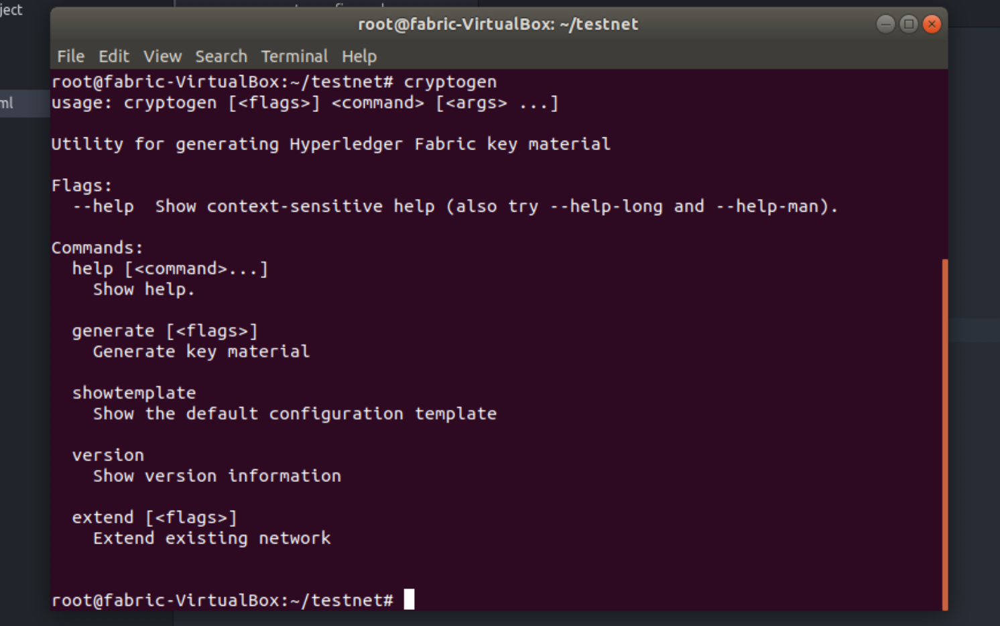 ject
root@fabric-VirtualBox: ~/testnet
File Edit View Search Terminal Help
root@fabric-VirtualBox:~/testnet# cryptogen
ml
usage: cryptogen [<flags>] <command> [<args> ...]
Utility for generating Hyperledger Fabric key material
Flags:
--help  Show context-sensitive help (also try --help-long and --help-man).
Commands:
help [<command>...]
Show help.
generate [<flags>]
Generate key material
showtemplate
Show the default configuration template
version
Show version information
extend [<flags>]
Extend existing network
root@fabric-VirtualBox:~/testnet#